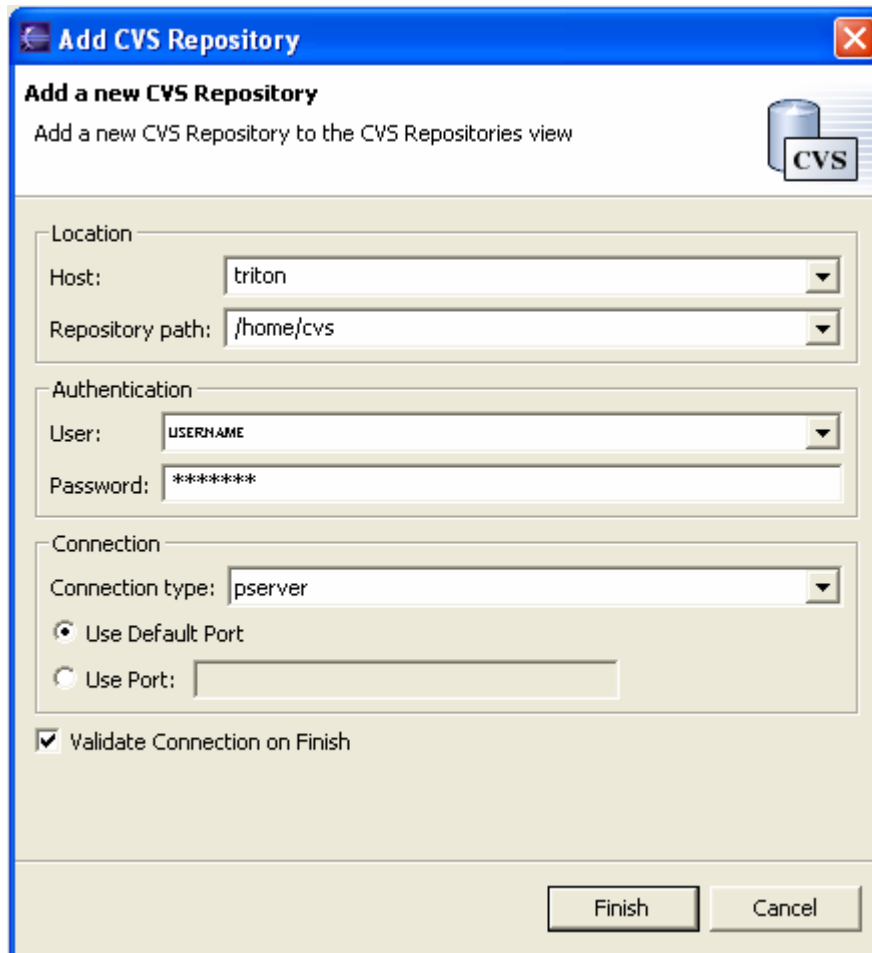 Add CVS Repository
Add a new CVS Repository
Add a new CVS Repository to the CVS Repositories view
CVS
Location
Host: triton
Repository path: /home/cvs
Authentication
User: USERNAME
Password: *******
Connection
Connection type: pserver
Use Default Port
Use Port:
Validate Connection on Finish
Finish Cancel